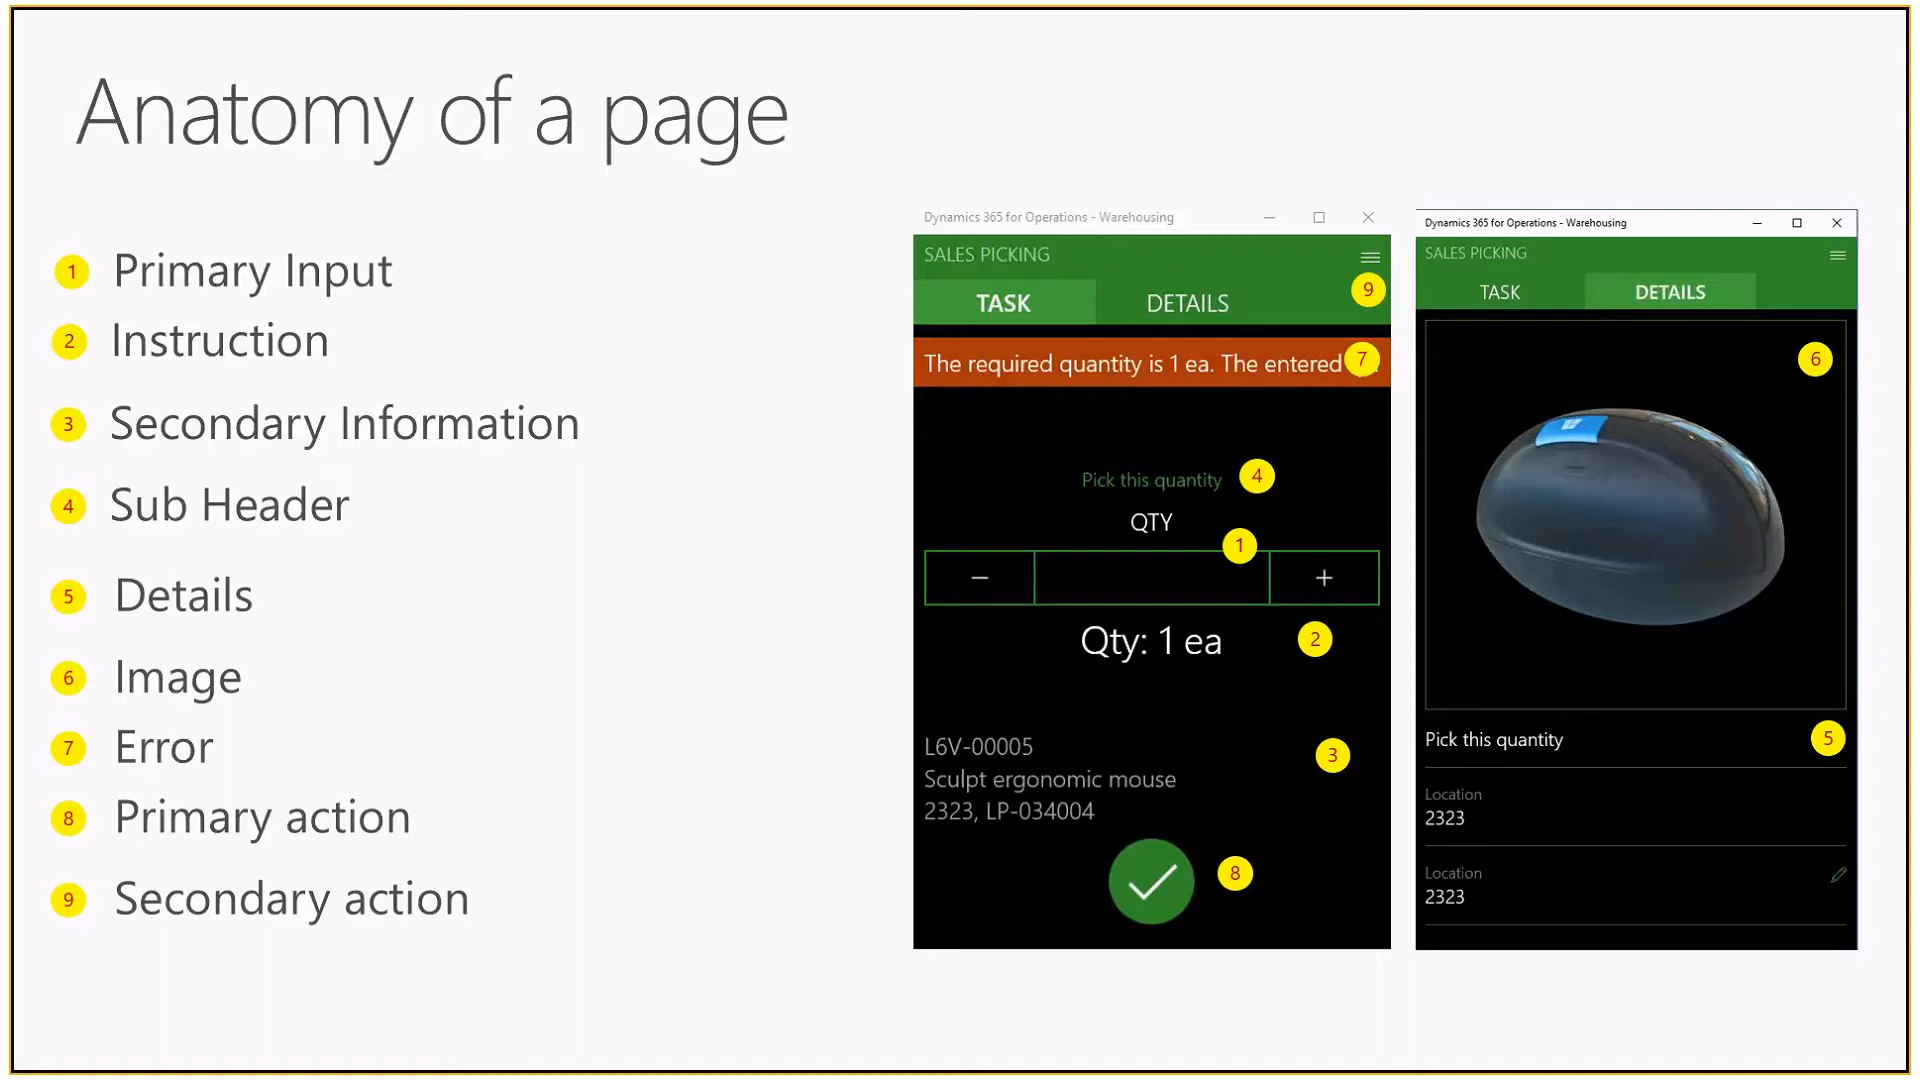 Anatomy of a page
1 Primary Input
2 Instruction
3 Secondary Information
4 Sub Header
5 Details
6 Image
7 Error
8 Primary action
9 Secondary action
Dynamics 365 for Operations - Warehousing
SALES PICKING
9
TASK DETAILS
The required quantity is 1 ea. The entered 7
Pick this quantity 4
QTY
1
− +
Qty: 1 ea 2
L6V-00005
3
Sculpt ergonomic mouse
2323, LP-034004
8
Dynamics 365 for Operations - Warehousing
SALES PICKING
TASK DETAILS
6
Pick this quantity 5
Location
2323
Location
2323